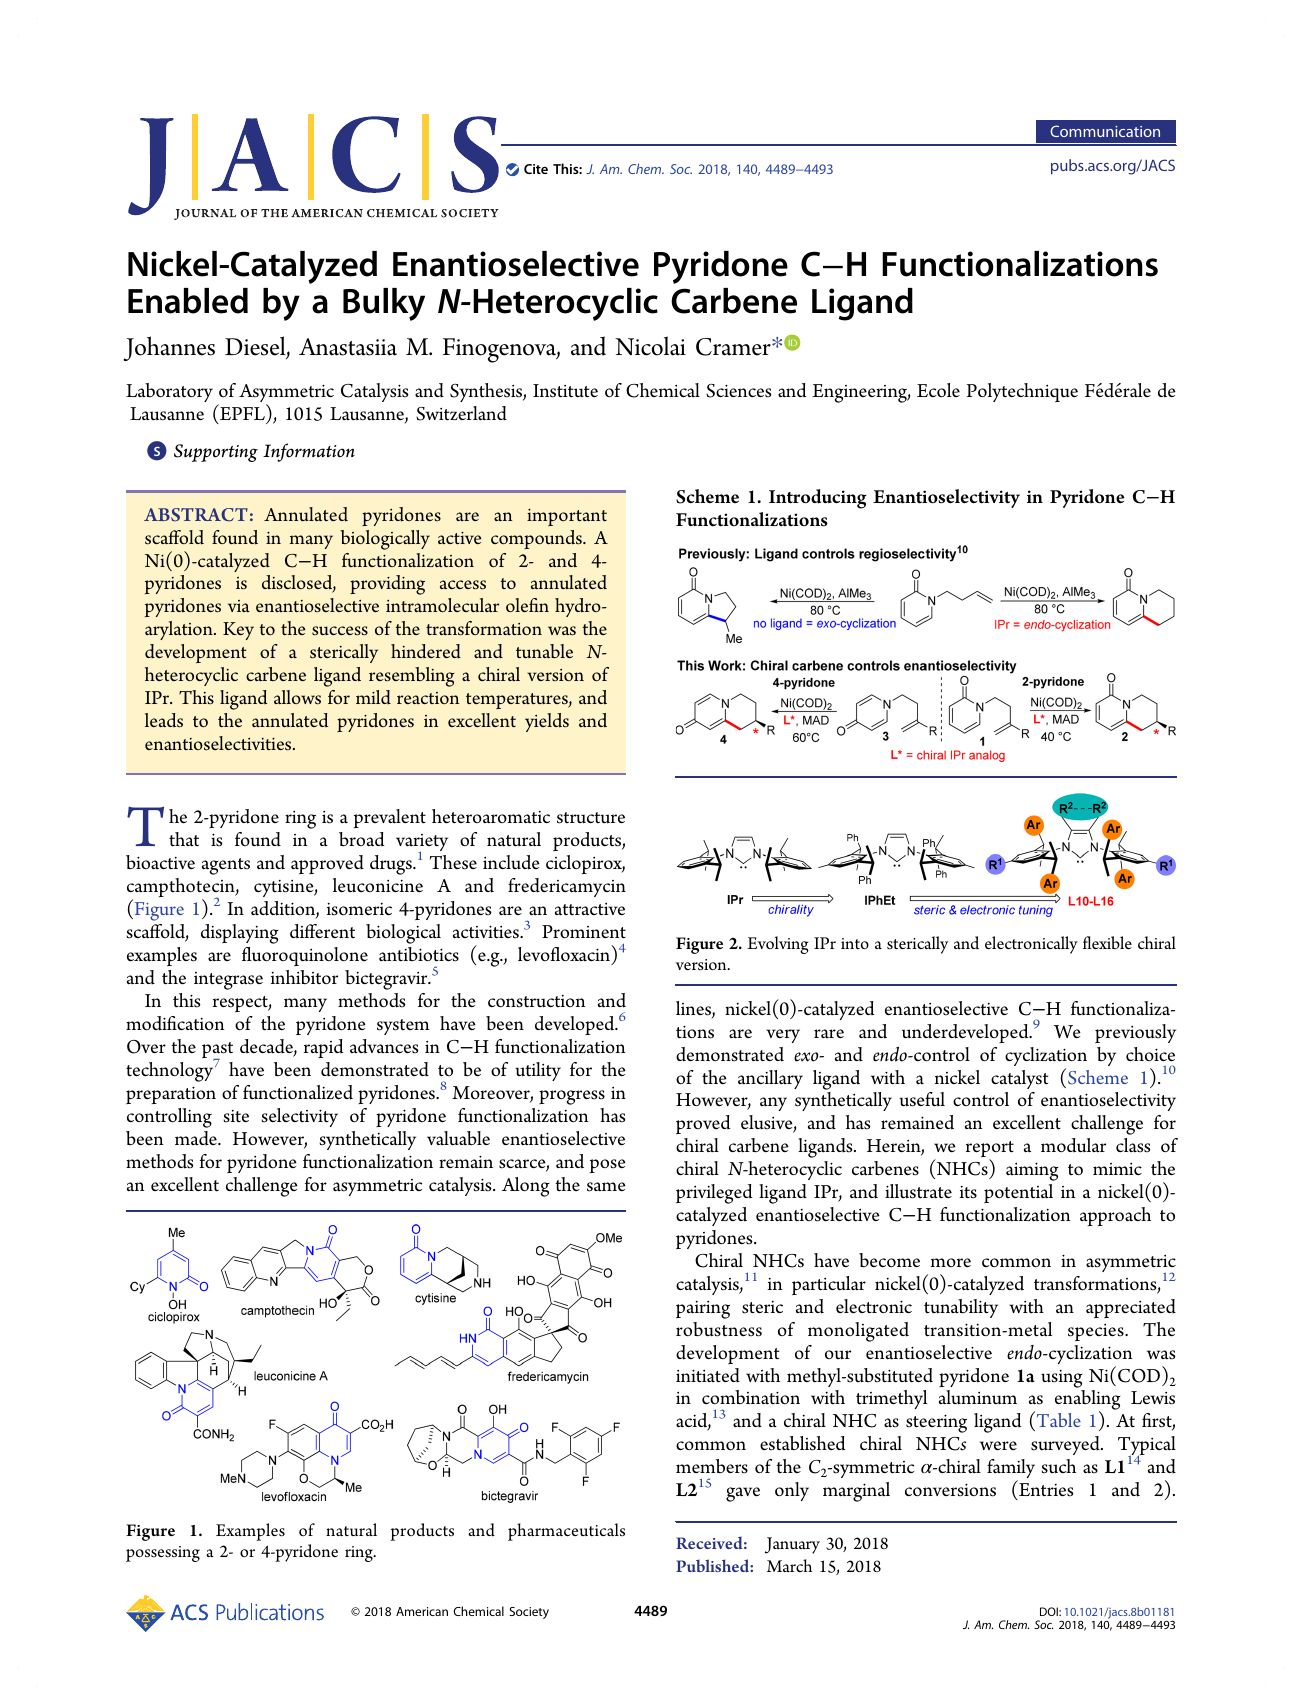 J|A|C|S
JOURNAL OF THE AMERICAN CHEMICAL SOCIETY
Communication
Cite This: J. Am. Chem. Soc. 2018, 140, 4489−4493
pubs.acs.org/JACS
Nickel-Catalyzed Enantioselective Pyridone C−H Functionalizations
Enabled by a Bulky N-Heterocyclic Carbene Ligand
Johannes Diesel, Anastasiia M. Finogenova, and Nicolai Cramer*
Laboratory of Asymmetric Catalysis and Synthesis, Institute of Chemical Sciences and Engineering, Ecole Polytechnique Fédérale de
Lausanne (EPFL), 1015 Lausanne, Switzerland
S Supporting Information
ABSTRACT: Annulated pyridones are an important
scaffold found in many biologically active compounds. A
Ni(0)-catalyzed C−H functionalization of 2- and 4-
pyridones is disclosed, providing access to annulated
pyridones via enantioselective intramolecular olefin hydro-
arylation. Key to the success of the transformation was the
development of a sterically hindered and tunable N-
heterocyclic carbene ligand resembling a chiral version of
IPr. This ligand allows for mild reaction temperatures, and
leads to the annulated pyridones in excellent yields and
enantioselectivities.
The 2-pyridone ring is a prevalent heteroaromatic structure
that is found in a broad variety of natural products,
bioactive agents and approved drugs.1 These include ciclopirox,
campthotecin, cytisine, leuconicine A and fredericamycin
(Figure 1).2 In addition, isomeric 4-pyridones are an attractive
scaffold, displaying different biological activities.3 Prominent
examples are fluoroquinolone antibiotics (e.g., levofloxacin)4
and the integrase inhibitor bictegravir.5
In this respect, many methods for the construction and
modification of the pyridone system have been developed.6
Over the past decade, rapid advances in C−H functionalization
technology7 have been demonstrated to be of utility for the
preparation of functionalized pyridones.8 Moreover, progress in
controlling site selectivity of pyridone functionalization has
been made. However, synthetically valuable enantioselective
methods for pyridone functionalization remain scarce, and pose
an excellent challenge for asymmetric catalysis. Along the same
Me
Cy
N
O
OH
ciclopirox
N
N
O
O
O
HO
camptothecin
O
N
NH
cytisine
OMe
O
O
HO
OH
HO
O
O
O
HN
fredericamycin
N
H
H
N
O
CONH2
leuconicine A
O
F
CO2H
N
N
MeN
O
Me
levofloxacin
O
OH
O
N
N
O
H
H
N
O
F
F
F
bictegravir
Figure 1. Examples of natural products and pharmaceuticals
possessing a 2- or 4-pyridone ring.
Scheme 1. Introducing Enantioselectivity in Pyridone C−H
Functionalizations
Previously: Ligand controls regioselectivity10
O
N
Me
Ni(COD)2, AlMe3
80 °C
no ligand = exo-cyclization
O
N
Ni(COD)2, AlMe3
80 °C
IPr = endo-cyclization
O
N
This Work: Chiral carbene controls enantioselectivity
4-pyridone
2-pyridone
O
N
4
*
R
Ni(COD)2
L*, MAD
60°C
O
N
3
R
O
N
1
R
Ni(COD)2
L*, MAD
40 °C
O
N
2
*
R
L* = chiral IPr analog
N
N
IPr
chirality
Ph
Ph
N
N
Ph
Ph
IPhEt
steric & electronic tuning
R2---R2
Ar
Ar
R1
N
N
R1
Ar
Ar
L10-L16
Figure 2. Evolving IPr into a sterically and electronically flexible chiral
version.
lines, nickel(0)-catalyzed enantioselective C−H functionaliza-
tions are very rare and underdeveloped.9 We previously
demonstrated exo- and endo-control of cyclization by choice
of the ancillary ligand with a nickel catalyst (Scheme 1).10
However, any synthetically useful control of enantioselectivity
proved elusive, and has remained an excellent challenge for
chiral carbene ligands. Herein, we report a modular class of
chiral N-heterocyclic carbenes (NHCs) aiming to mimic the
privileged ligand IPr, and illustrate its potential in a nickel(0)-
catalyzed enantioselective C−H functionalization approach to
pyridones.
Chiral NHCs have become more common in asymmetric
catalysis,11 in particular nickel(0)-catalyzed transformations,12
pairing steric and electronic tunability with an appreciated
robustness of monoligated transition-metal species. The
development of our enantioselective endo-cyclization was
initiated with methyl-substituted pyridone 1a using Ni(COD)2
in combination with trimethyl aluminum as enabling Lewis
acid,13 and a chiral NHC as steering ligand (Table 1). At first,
common established chiral NHCs were surveyed. Typical
members of the C2-symmetric α-chiral family such as L114 and
L215 gave only marginal conversions (Entries 1 and 2).
Received: January 30, 2018
Published: March 15, 2018
ACS Publications
© 2018 American Chemical Society
4489
DOI: 10.1021/jacs.8b01181
J. Am. Chem. Soc. 2018, 140, 4489−4493